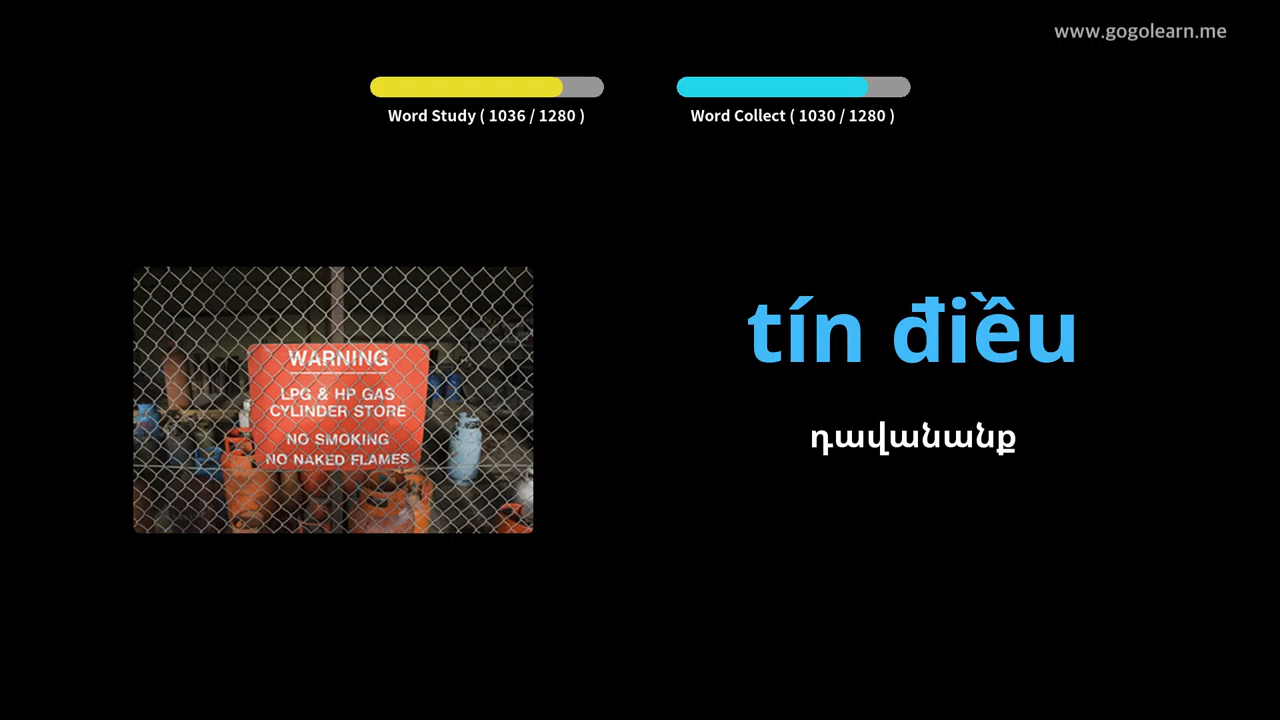 www.gogolearn.me
Word Study ( 1036 / 1280 )
Word Collect ( 1030 / 1280 )
WARNING
LPG & HP GAS
CYLINDER STORE
NO SMOKING
NO NAKED FLAMES
tín điều
դավանանք